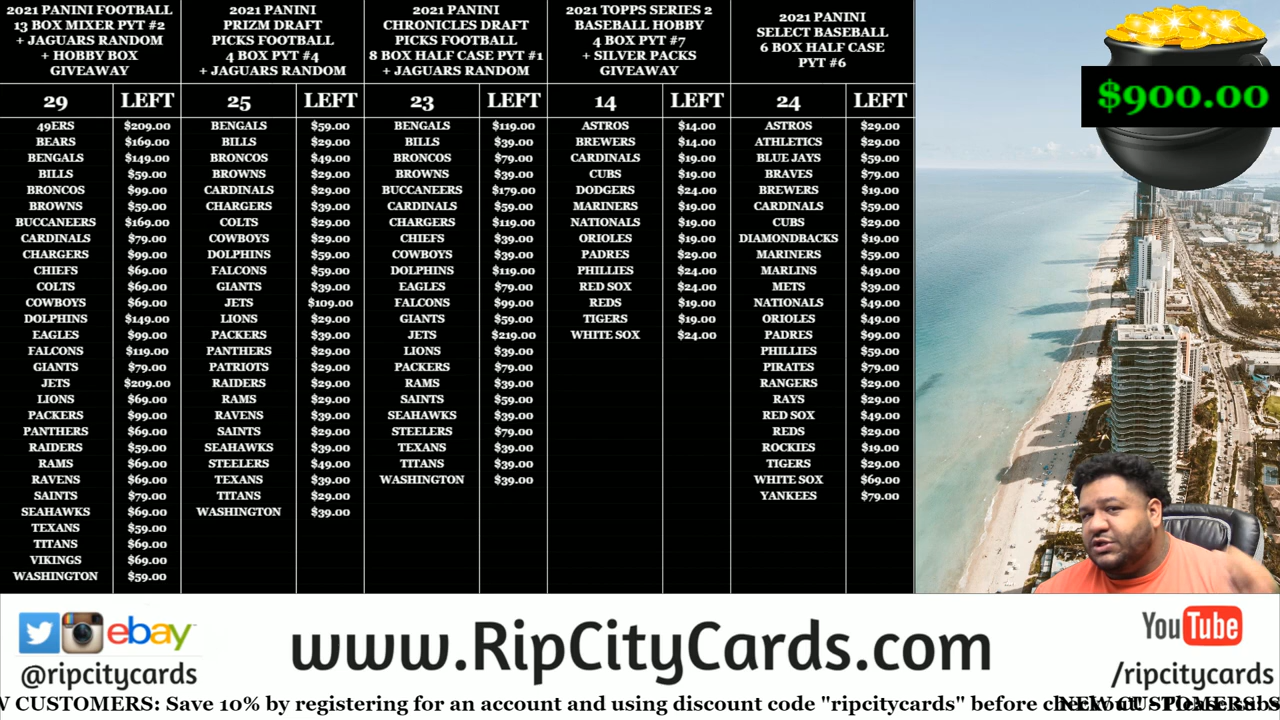 2021 PANINI FOOTBALL
13 BOX MIXER PYT #2
+ JAGUARS RANDOM
+ HOBBY BOX
GIVEAWAY
29 LEFT
49ERS $209.00
BEARS $169.00
BENGALS $149.00
BILLS $59.00
BRONCOS $99.00
BROWNS $59.00
BUCCANEERS $169.00
CARDINALS $79.00
CHARGERS $99.00
CHIEFS $69.00
COLTS $69.00
COWBOYS $69.00
DOLPHINS $149.00
EAGLES $99.00
FALCONS $119.00
GIANTS $79.00
JETS $209.00
LIONS $69.00
PACKERS $99.00
PANTHERS $69.00
RAIDERS $59.00
RAMS $69.00
RAVENS $69.00
SAINTS $79.00
SEAHAWKS $69.00
TEXANS $59.00
TITANS $69.00
VIKINGS $69.00
WASHINGTON $59.00
2021 PANINI
PRIZM DRAFT
PICKS FOOTBALL
4 BOX PYT #4
+ JAGUARS RANDOM
25 LEFT
BENGALS $59.00
BILLS $29.00
BRONCOS $49.00
BROWNS $29.00
CARDINALS $29.00
CHARGERS $39.00
COLTS $29.00
COWBOYS $29.00
DOLPHINS $59.00
FALCONS $59.00
GIANTS $39.00
JETS $109.00
LIONS $29.00
PACKERS $39.00
PANTHERS $29.00
PATRIOTS $29.00
RAIDERS $29.00
RAMS $29.00
RAVENS $39.00
SAINTS $29.00
SEAHAWKS $39.00
STEELERS $49.00
TEXANS $39.00
TITANS $29.00
WASHINGTON $39.00
2021 PANINI
CHRONICLES DRAFT
PICKS FOOTBALL
8 BOX HALF CASE PYT #1
+ JAGUARS RANDOM
23 LEFT
BENGALS $119.00
BILLS $39.00
BRONCOS $79.00
BROWNS $39.00
BUCCANEERS $179.00
CARDINALS $59.00
CHARGERS $119.00
CHIEFS $39.00
COWBOYS $39.00
DOLPHINS $119.00
EAGLES $79.00
FALCONS $99.00
GIANTS $59.00
JETS $219.00
LIONS $39.00
PACKERS $79.00
RAMS $39.00
SAINTS $59.00
SEAHAWKS $39.00
STEELERS $79.00
TEXANS $39.00
TITANS $39.00
WASHINGTON $39.00
2021 TOPPS SERIES 2
BASEBALL HOBBY
4 BOX PYT #7
+ SILVER PACKS
GIVEAWAY
14 LEFT
ASTROS $14.00
BREWERS $14.00
CARDINALS $19.00
CUBS $19.00
DODGERS $24.00
MARINERS $19.00
NATIONALS $19.00
ORIOLES $19.00
PADRES $29.00
PHILLIES $24.00
RED SOX $24.00
REDS $19.00
TIGERS $19.00
WHITE SOX $24.00
2021 PANINI
SELECT BASEBALL
6 BOX HALF CASE
PYT #6
24 LEFT
ASTROS $29.00
ATHLETICS $29.00
BLUE JAYS $59.00
BRAVES $79.00
BREWERS $19.00
CARDINALS $59.00
CUBS $29.00
DIAMONDBACKS $19.00
MARINERS $59.00
MARLINS $49.00
METS $39.00
NATIONALS $49.00
ORIOLES $49.00
PADRES $99.00
PHILLIES $59.00
PIRATES $79.00
RANGERS $29.00
RAYS $29.00
RED SOX $49.00
REDS $29.00
ROCKIES $19.00
TIGERS $29.00
WHITE SOX $69.00
YANKEES $79.00
$900.00
ebay
@ripcitycards
www.RipCityCards.com
YouTube
/ripcitycards
W CUSTOMERS: Save 10% by registering for an account and using discount code "ripcitycards" before